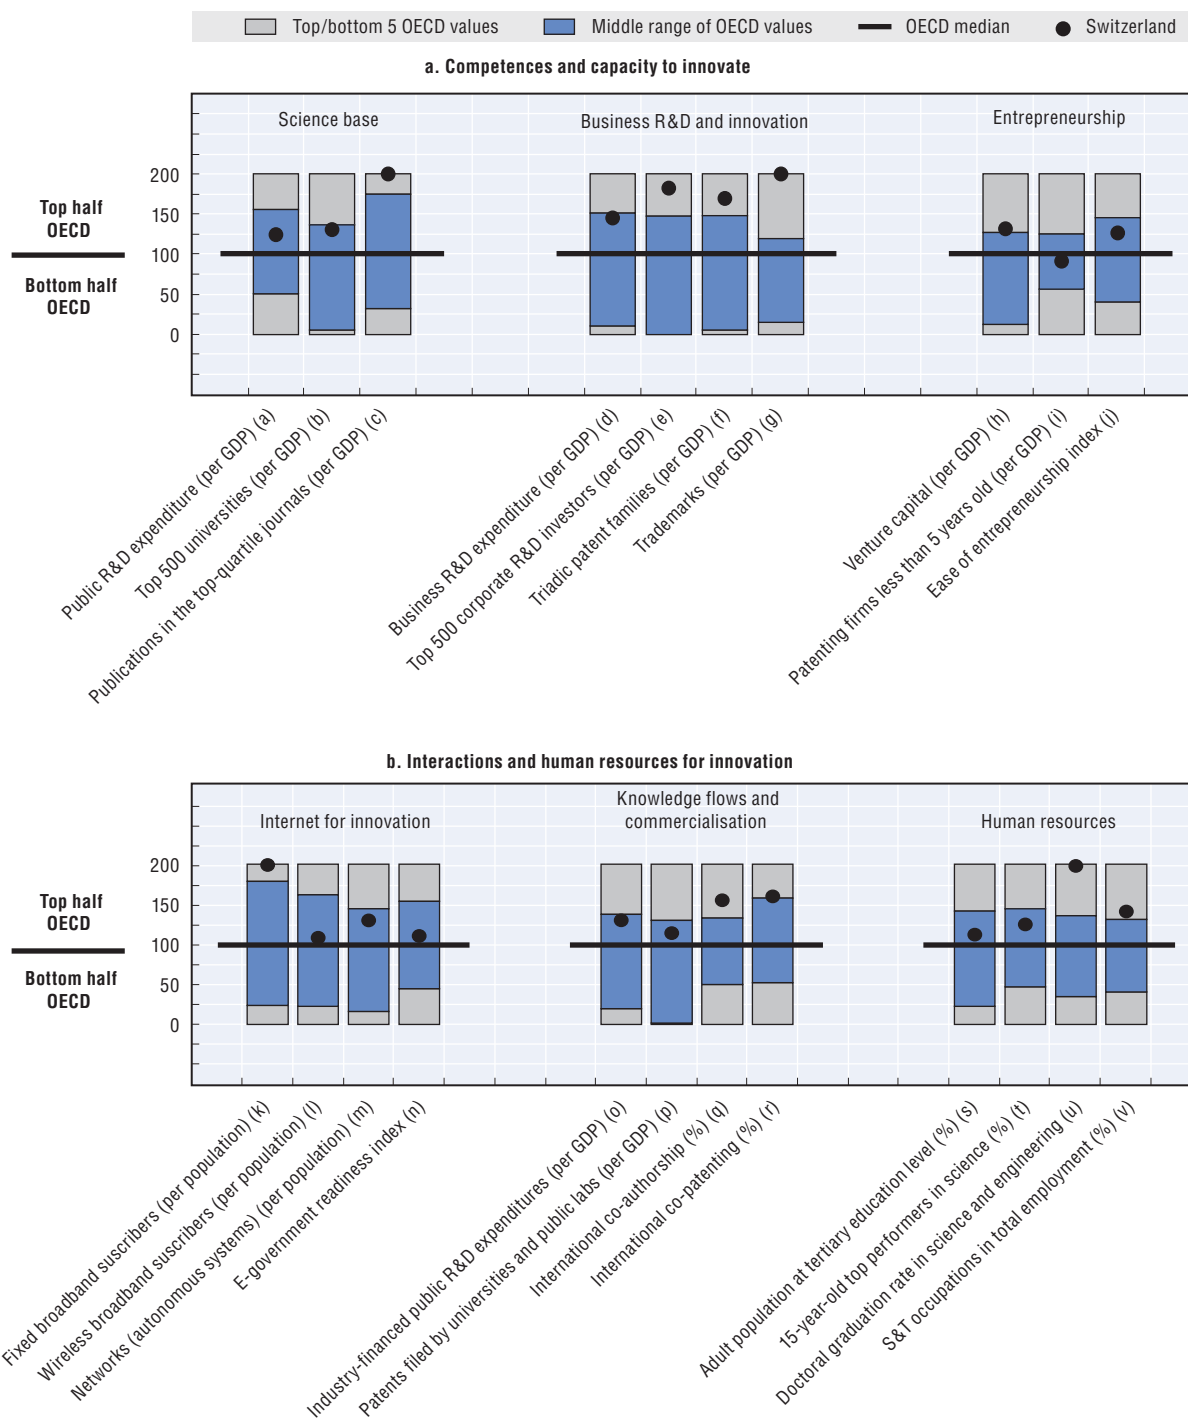 Top/bottom 5 OECD values
Middle range of OECD values
OECD median
Switzerland
a. Competences and capacity to innovate
Science base
Business R&D and innovation
Entrepreneurship
200
150
100
50
0
Top half
OECD
Bottom half
OECD
Public R&D expenditure (per GDP) (a)
Top 500 universities (per GDP) (b)
Publications in the top-quartile journals (per GDP) (c)
Business R&D expenditure (per GDP) (d)
Top 500 corporate R&D investors (per GDP) (e)
Triadic patent families (per GDP) (f)
Trademarks (per GDP) (g)
Venture capital (per GDP) (h)
Patenting firms less than 5 years old (per GDP) (i)
Ease of entrepreneurship index (j)
b. Interactions and human resources for innovation
Internet for innovation
Knowledge flows and
commercialisation
Human resources
200
150
100
50
0
Top half
OECD
Bottom half
OECD
Fixed broadband suscribers (per population) (k)
Wireless broadband suscribers (per population) (l)
Networks (autonomous systems) (per population) (m)
E-government readiness index (n)
Industry-financed public R&D expenditures (per GDP) (o)
Patents filed by universities and public labs (per GDP) (p)
International co-authorship (%) (q)
International co-patenting (%) (r)
Adult population at tertiary education level (%) (s)
15-year-old top performers in science (%) (t)
Doctoral graduation rate in science and engineering (u)
S&T occupations in total employment (%) (v)